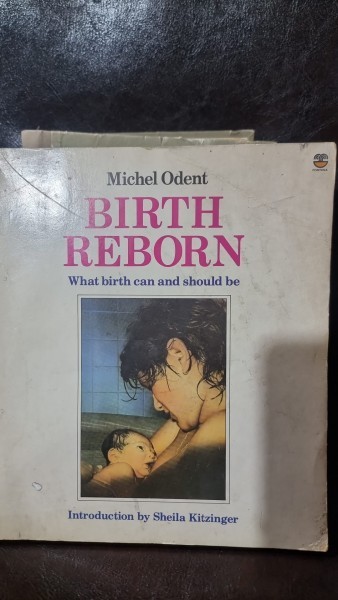 Michel Odent
BIRTH
REBORN
What birth can and should be
Introduction by Sheila Kitzinger